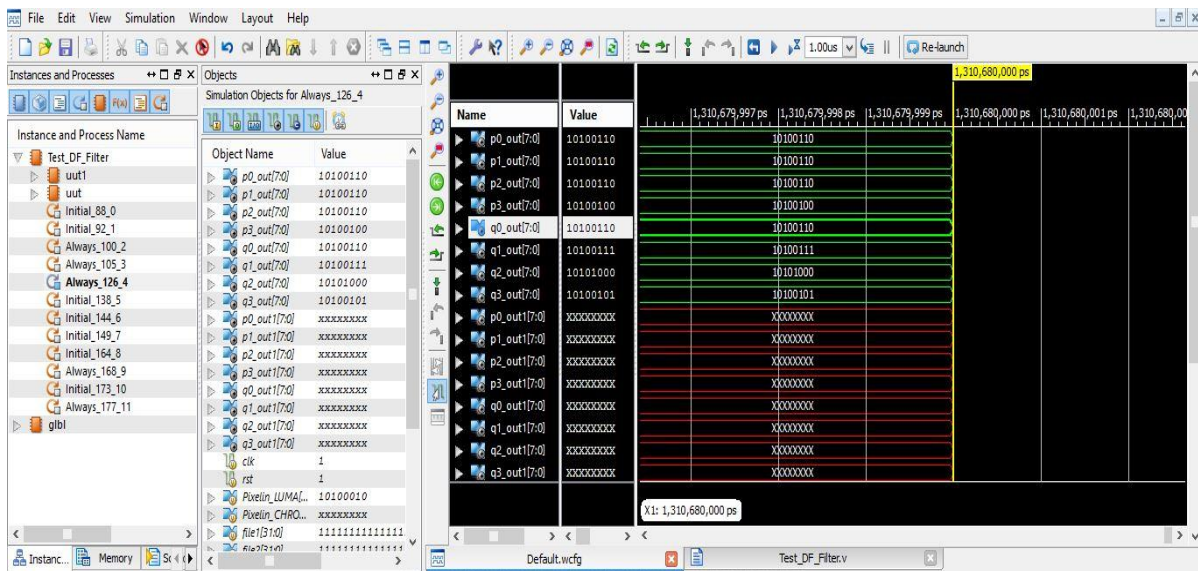 File Edit View Simulation Window Layout Help
1.00us
Re-launch
Instances and Processes
Instance and Process Name
Test_DF_Filter
uut1
uut
Initial_88_0
Initial_92_1
Always_100_2
Always_105_3
Always_126_4
Initial_138_5
Initial_144_6
Initial_149_7
Initial_164_8
Always_168_9
Initial_173_10
Always_177_11
glbl
Instanc... Memory
Objects
Simulation Objects for Always_126_4
Object Name Value
p0_out[7:0] 10100110
p1_out[7:0] 10100110
p2_out[7:0] 10100110
p3_out[7:0] 10100100
q0_out[7:0] 10100110
q1_out[7:0] 10100111
q2_out[7:0] 10101000
q3_out[7:0] 10100101
p0_out1[7:0] xxxxxxxx
p1_out1[7:0] xxxxxxxx
p2_out1[7:0] xxxxxxxx
p3_out1[7:0] xxxxxxxx
q0_out1[7:0] xxxxxxxx
q1_out1[7:0] xxxxxxxx
q2_out1[7:0] xxxxxxxx
q3_out1[7:0] xxxxxxxx
clk 1
rst 1
Pixelin_LUMA[... 10100010
Pixelin_CHRO... xxxxxxxx
file1[31:0] 11111111111111
file2[31:0] 11111111111111
1,310,680,000 ps
Name Value
1,310,679,997 ps 1,310,679,998 ps 1,310,679,999 ps 1,310,680,000 ps 1,310,680,001 ps 1,310,680,00
p0_out[7:0] 10100110 10100110
p1_out[7:0] 10100110 10100110
p2_out[7:0] 10100110 10100110
p3_out[7:0] 10100100 10100100
q0_out[7:0] 10100110 10100110
q1_out[7:0] 10100111 10100111
q2_out[7:0] 10101000 10101000
q3_out[7:0] 10100101 10100101
p0_out1[7:0] XXXXXXXX XXXXXXXX
p1_out1[7:0] XXXXXXXX XXXXXXXX
p2_out1[7:0] XXXXXXXX XXXXXXXX
p3_out1[7:0] XXXXXXXX XXXXXXXX
q0_out1[7:0] XXXXXXXX XXXXXXXX
q1_out1[7:0] XXXXXXXX XXXXXXXX
q2_out1[7:0] XXXXXXXX XXXXXXXX
q3_out1[7:0] XXXXXXXX XXXXXXXX
X1: 1,310,680,000 ps
Default.wcfg Test_DF_Filter.v